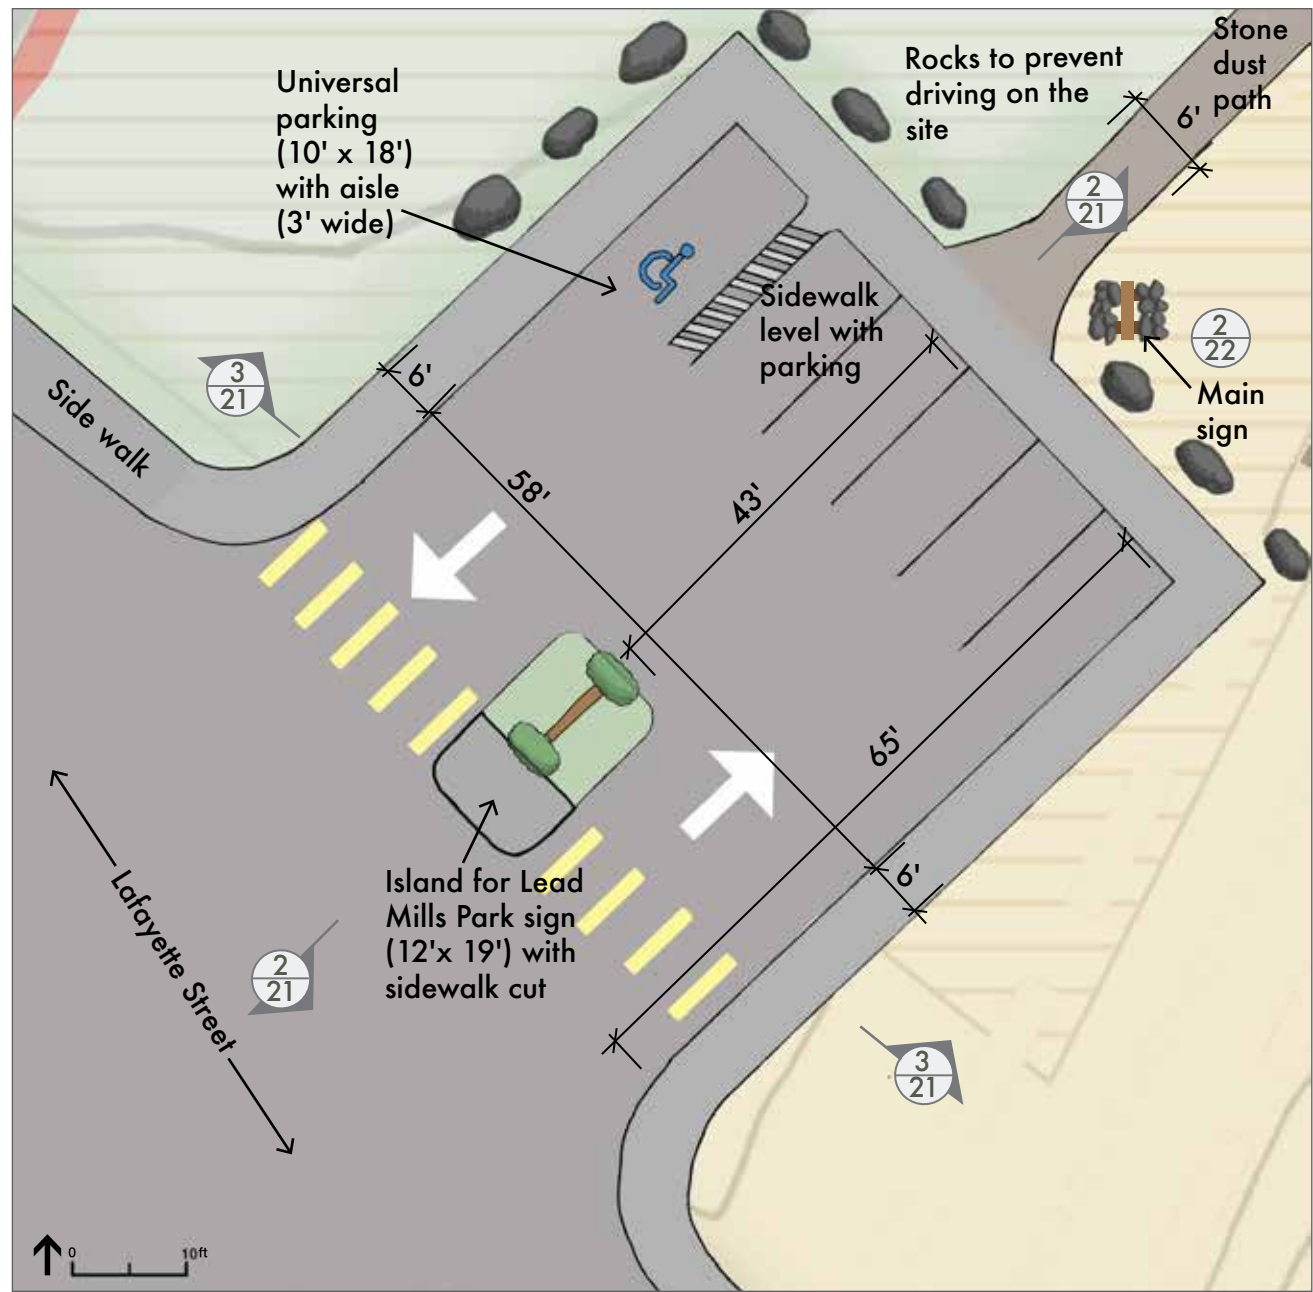 Stone
dust
path
Rocks to prevent
driving on the
site
Universal
parking
(10' x 18')
with aisle
(3' wide)
6'
2
21
Sidewalk
level with
parking
2
22
Main
sign
3
21
6'
Side walk
58'
43'
65'
6'
Island for Lead
Mills Park sign
(12'x 19') with
sidewalk cut
Lafayette Street
2
21
3
21
0
10ft